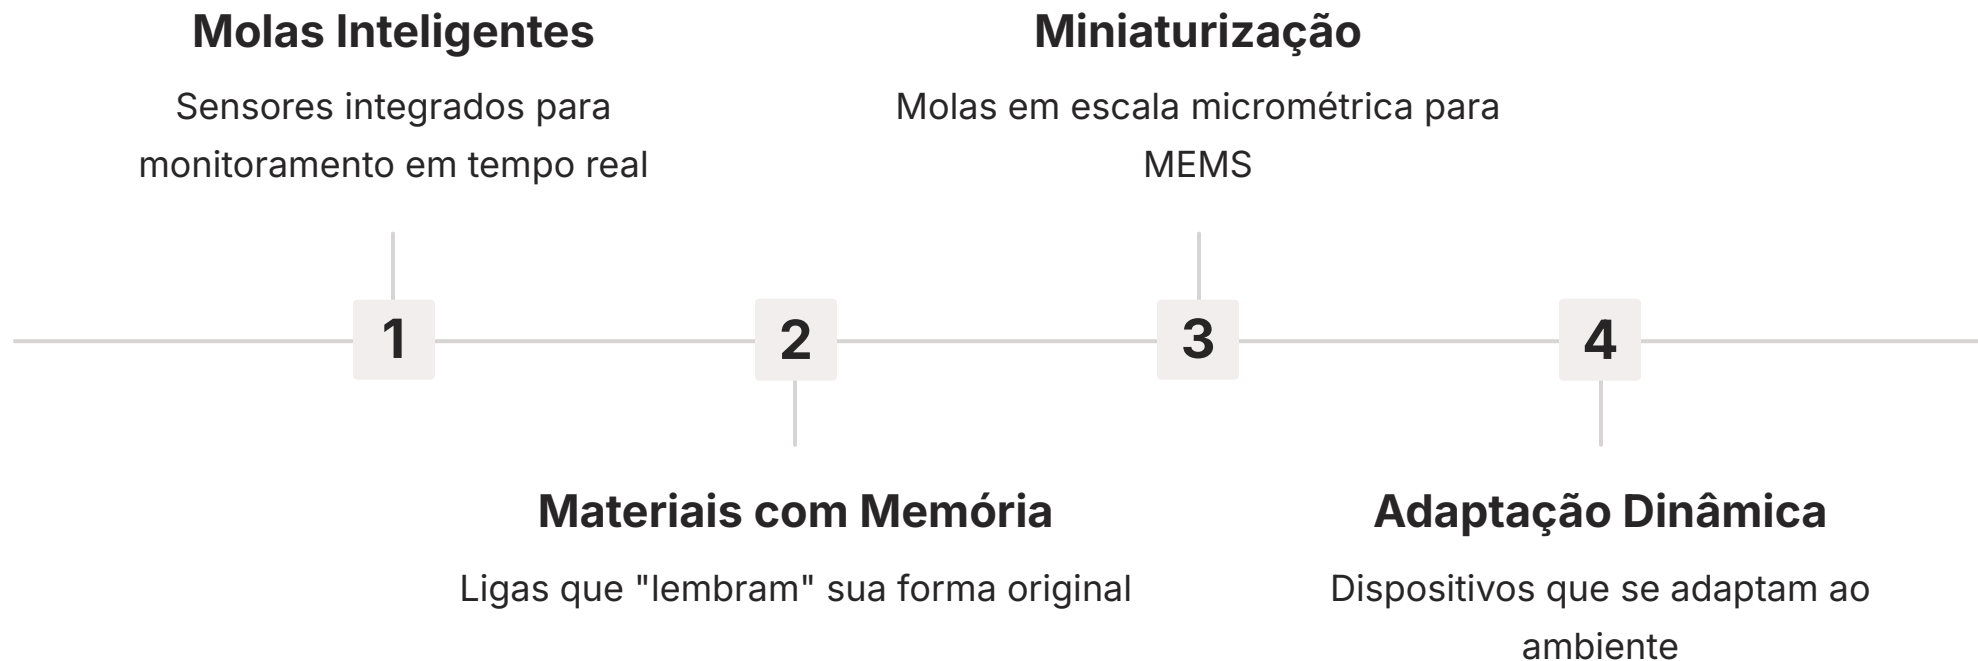 Molas Inteligentes
Sensores integrados para
monitoramento em tempo real
1
Materiais com Memória
Ligas que "lembram" sua forma original
2
Miniaturização
Molas em escala micrométrica para
MEMS
3
Adaptação Dinâmica
Dispositivos que se adaptam ao
ambiente
4